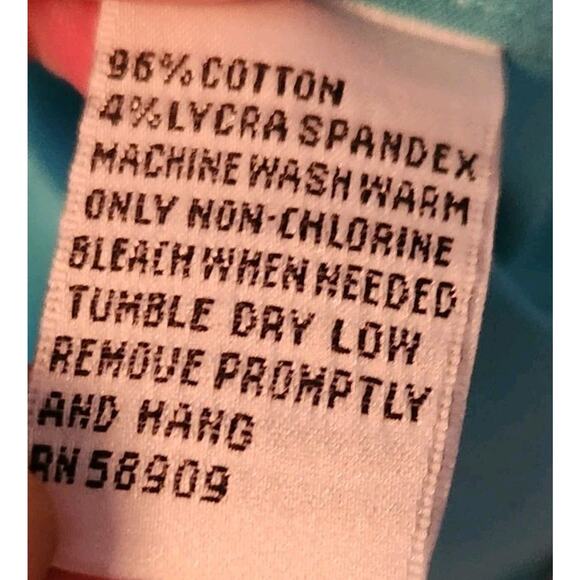 96% COTTON
4% LYCRA SPANDEX
MACHINE WASH WARM
ONLY NON-CHLORINE
BLEACH WHEN NEEDED
TUMBLE DRY LOW
REMOVE PROMPTLY
AND HANG
RN 58909